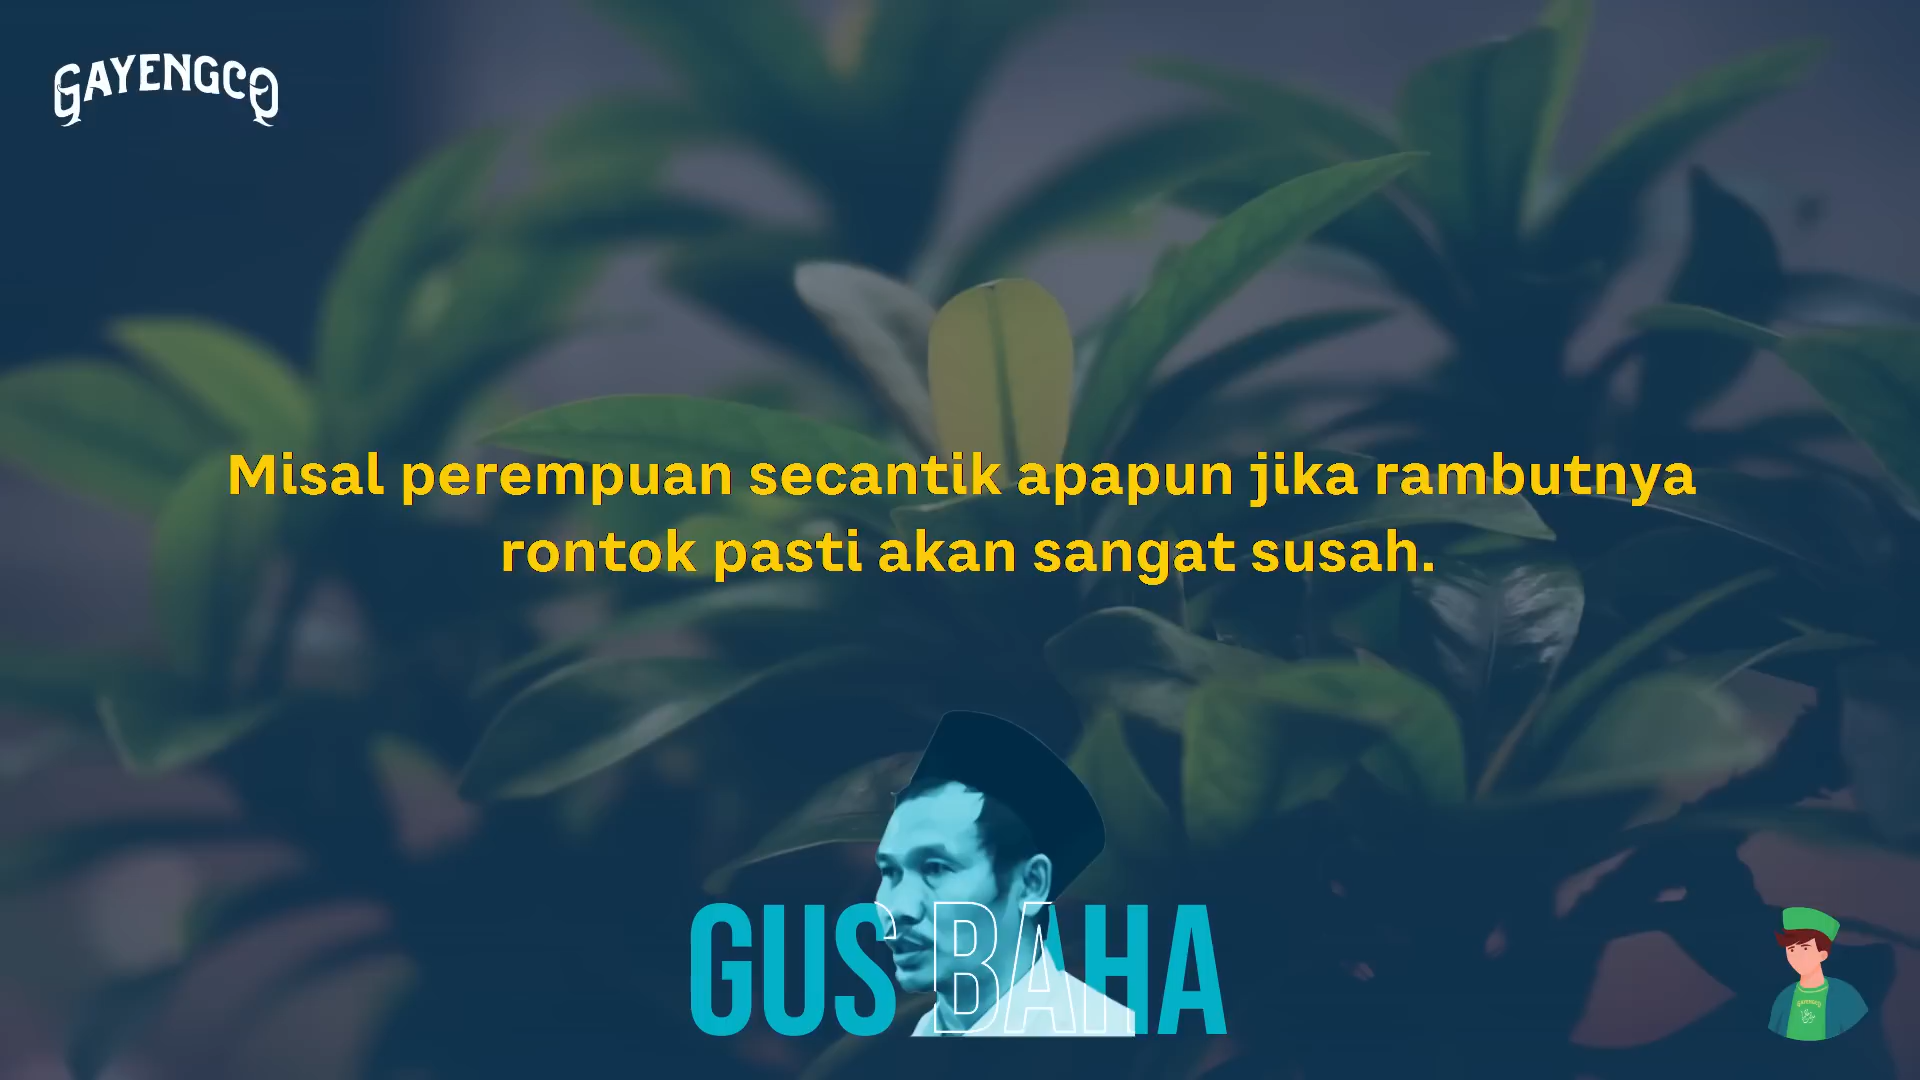 GAYENGCO
Misal perempuan secantik apapun jika rambutnya
rontok pasti akan sangat susah.
GUS BAHA